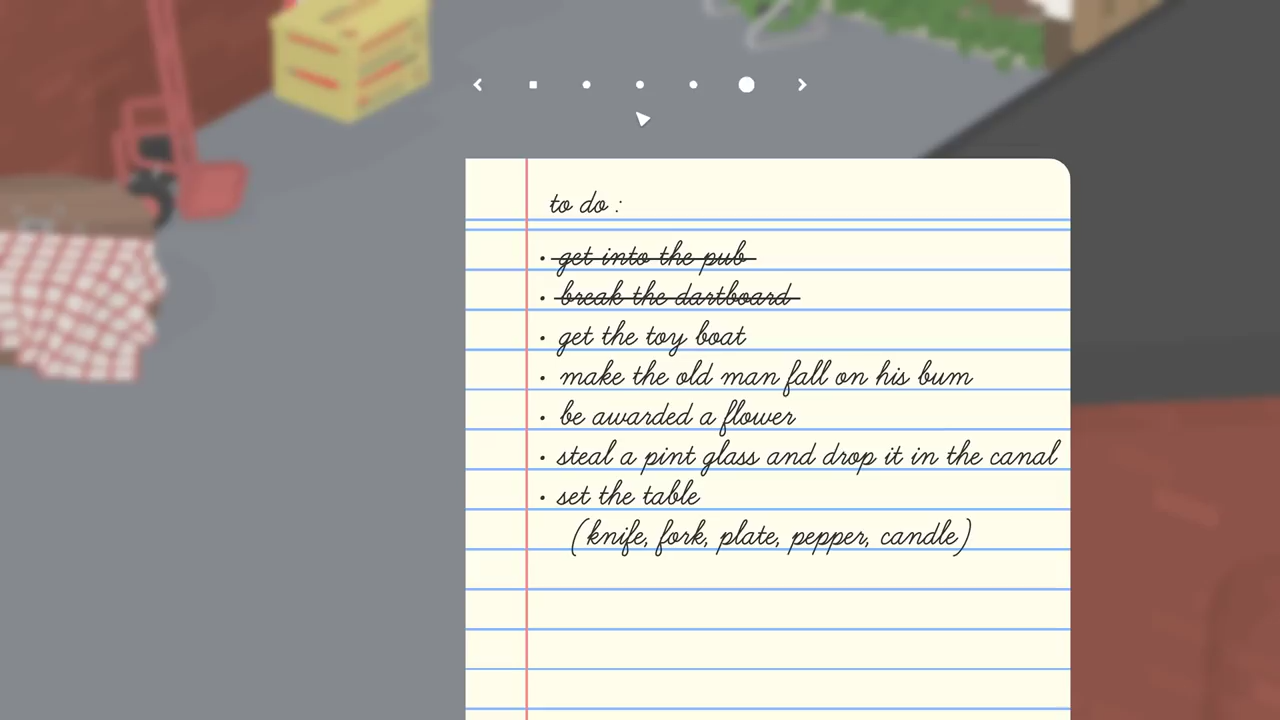 to do :
• get into the pub
• break the dartboard
• get the toy boat
• make the old man fall on his bum
• be awarded a flower
• steal a pint glass and drop it in the canal
• set the table
(knife, fork, plate, pepper, candle)